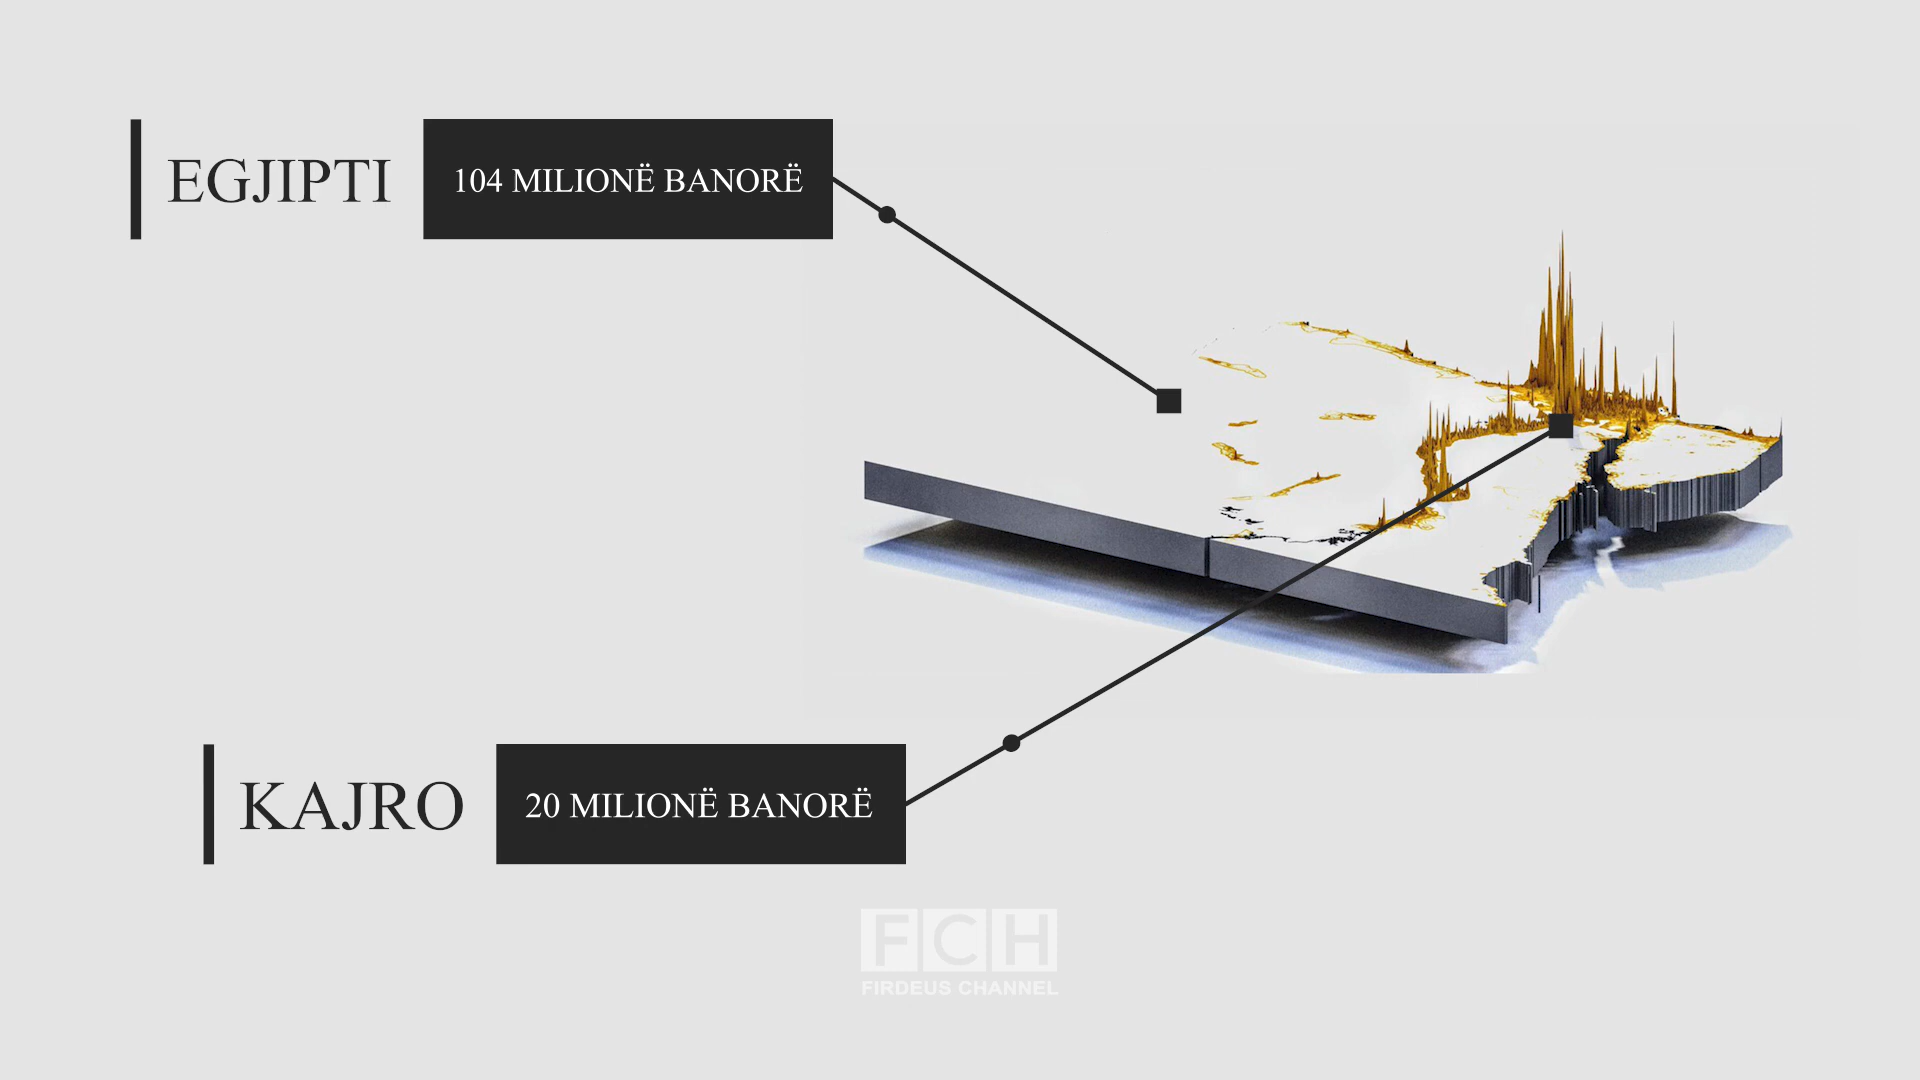 EGJIPTI
104 MILIONË BANORË
KAJRO
20 MILIONË BANORË
FCH
FIRDEUS CHANNEL